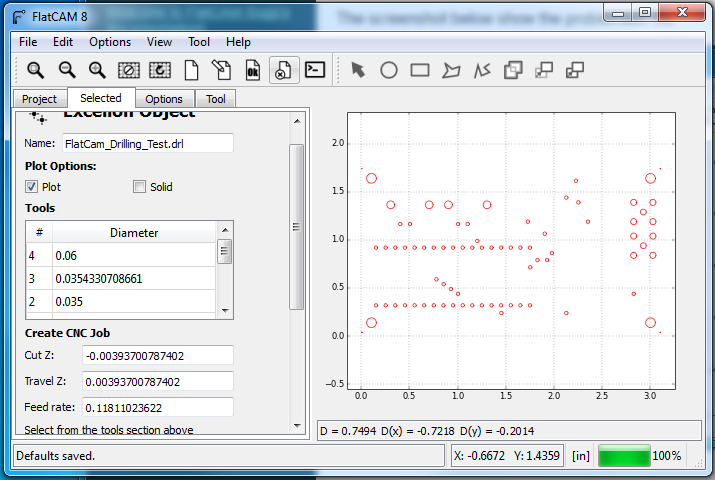 The screenshot below show the
FlatCAM 8
File Edit Options View Tool Help
Ok
Project Selected Options Tool
Excellon Object
Name: FlatCam_Drilling_Test.drl
Plot Options:
Plot Solid
Tools
# Diameter
4 0.06
3 0.0354330708661
2 0.035
Create CNC Job
Cut Z: -0.00393700787402
Travel Z: 0.00393700787402
Feed rate: 0.11811023622
Select from the tools section above
2.0
1.5
1.0
0.5
0.0
−0.5
0.0 0.5 1.0 1.5 2.0 2.5 3.0
D = 0.7494 D(x) = -0.7218 D(y) = -0.2014
Defaults saved.
X: -0.6672 Y: 1.4359 [in] 100%